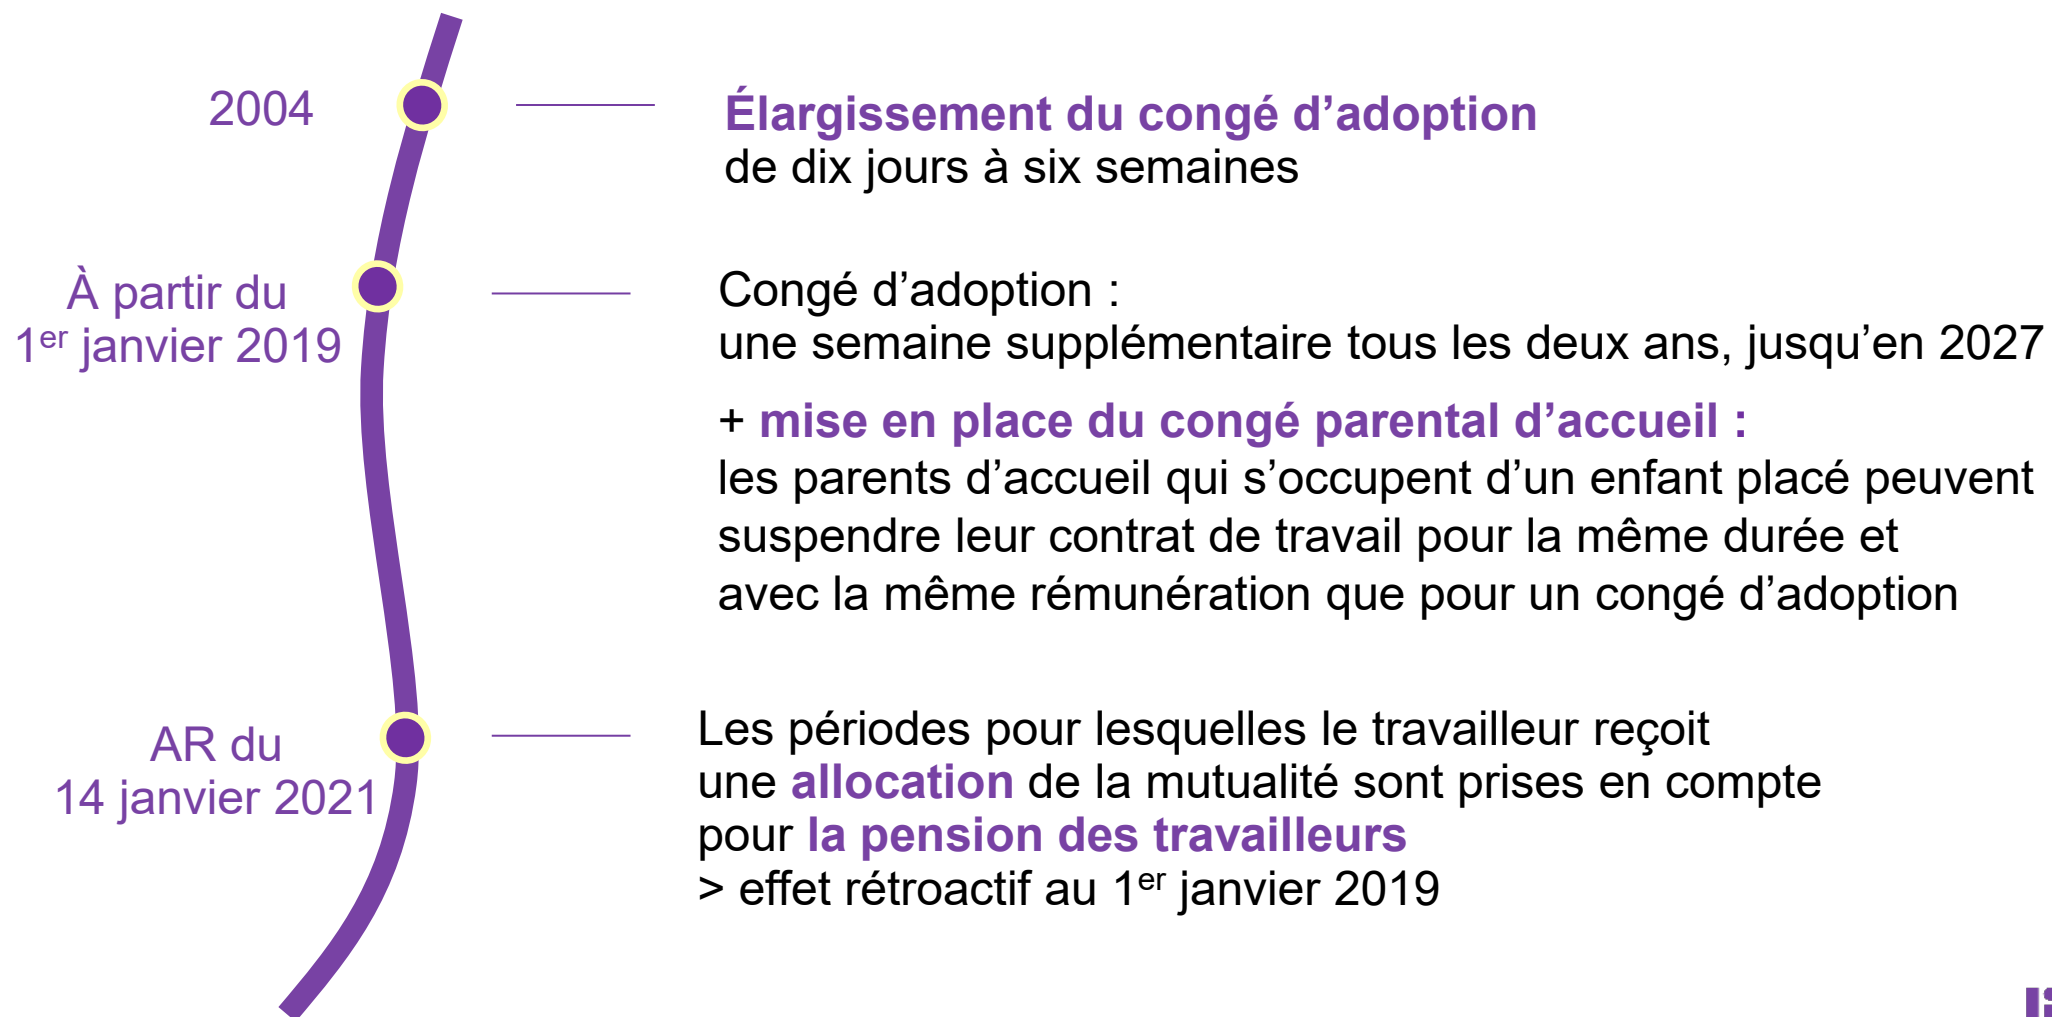 2004
Élargissement du congé d’adoption
de dix jours à six semaines
À partir du
1er janvier 2019
Congé d’adoption :
une semaine supplémentaire tous les deux ans, jusqu’en 2027
+ mise en place du congé parental d’accueil :
les parents d’accueil qui s’occupent d’un enfant placé peuvent
suspendre leur contrat de travail pour la même durée et
avec la même rémunération que pour un congé d’adoption
AR du
14 janvier 2021
Les périodes pour lesquelles le travailleur reçoit
une allocation de la mutualité sont prises en compte
pour la pension des travailleurs
> effet rétroactif au 1er janvier 2019